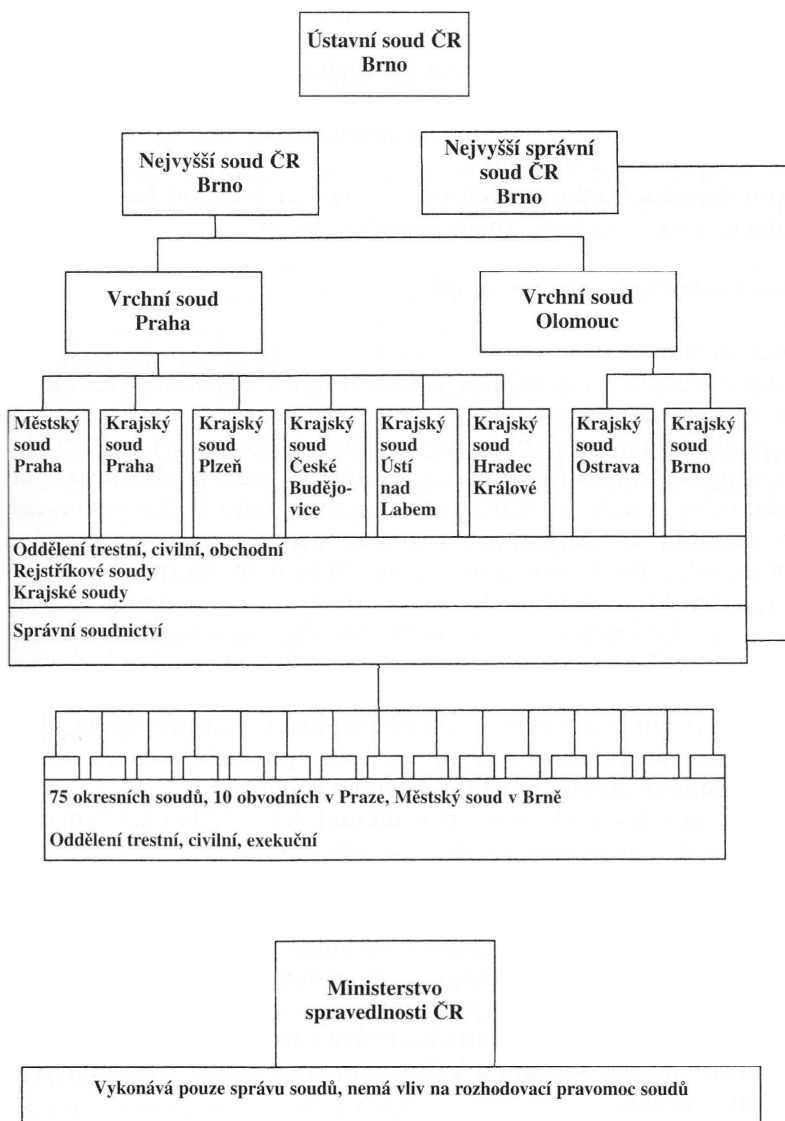 Ústavní soud ČR
Brno
Nejvyšší soud ČR
Brno
Nejvyšší správní
soud ČR
Brno
Vrchní soud
Praha
Vrchní soud
Olomouc
Městský
soud
Praha
Krajský
soud
Praha
Krajský
soud
Plzeň
Krajský
soud
České
Budějo-
vice
Krajský
soud
Ústí
nad
Labem
Krajský
soud
Hradec
Králové
Krajský
soud
Ostrava
Krajský
soud
Brno
Oddělení trestní, civilní, obchodní
Rejstříkové soudy
Krajské soudy
Správní soudnictví
75 okresních soudů, 10 obvodních v Praze, Městský soud v Brně
Oddělení trestní, civilní, exekuční
Ministerstvo
spravedlnosti ČR
Vykonává pouze správu soudů, nemá vliv na rozhodovací pravomoc soudů